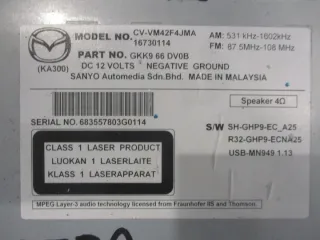 MODEL NO. CV-VM42F4JMA AM: 531 kHz-1602kHz
16730114 FM: 87.5MHz-108 MHz
PART NO. GKK9 66 DV0B
(KA300) DC 12 VOLTS NEGATIVE GROUND
SANYO Automedia Sdn.Bhd. MADE IN MALAYSIA
Speaker 4Ω
SERIAL NO. 683557803G0114
S/W SH-GHP9-EC_A25
R32-GHP9-ECNA25
USB-MN949 1.13
CLASS 1 LASER PRODUCT
LUOKAN 1 LASERLAITE
KLASS 1 LASERAPPARAT
MPEG Layer-3 audio technology licensed from Fraunhofer IIS and Thomson.